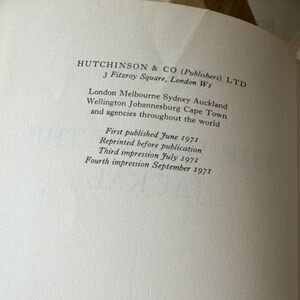 HUTCHINSON & CO (Publishers) LTD
3 Fitzroy Square, London W1
London Melbourne Sydney Auckland
Wellington Johannesburg Cape Town
and agencies throughout the world
First published June 1971
Reprinted before publication
Third impression July 1971
Fourth impression September 1971